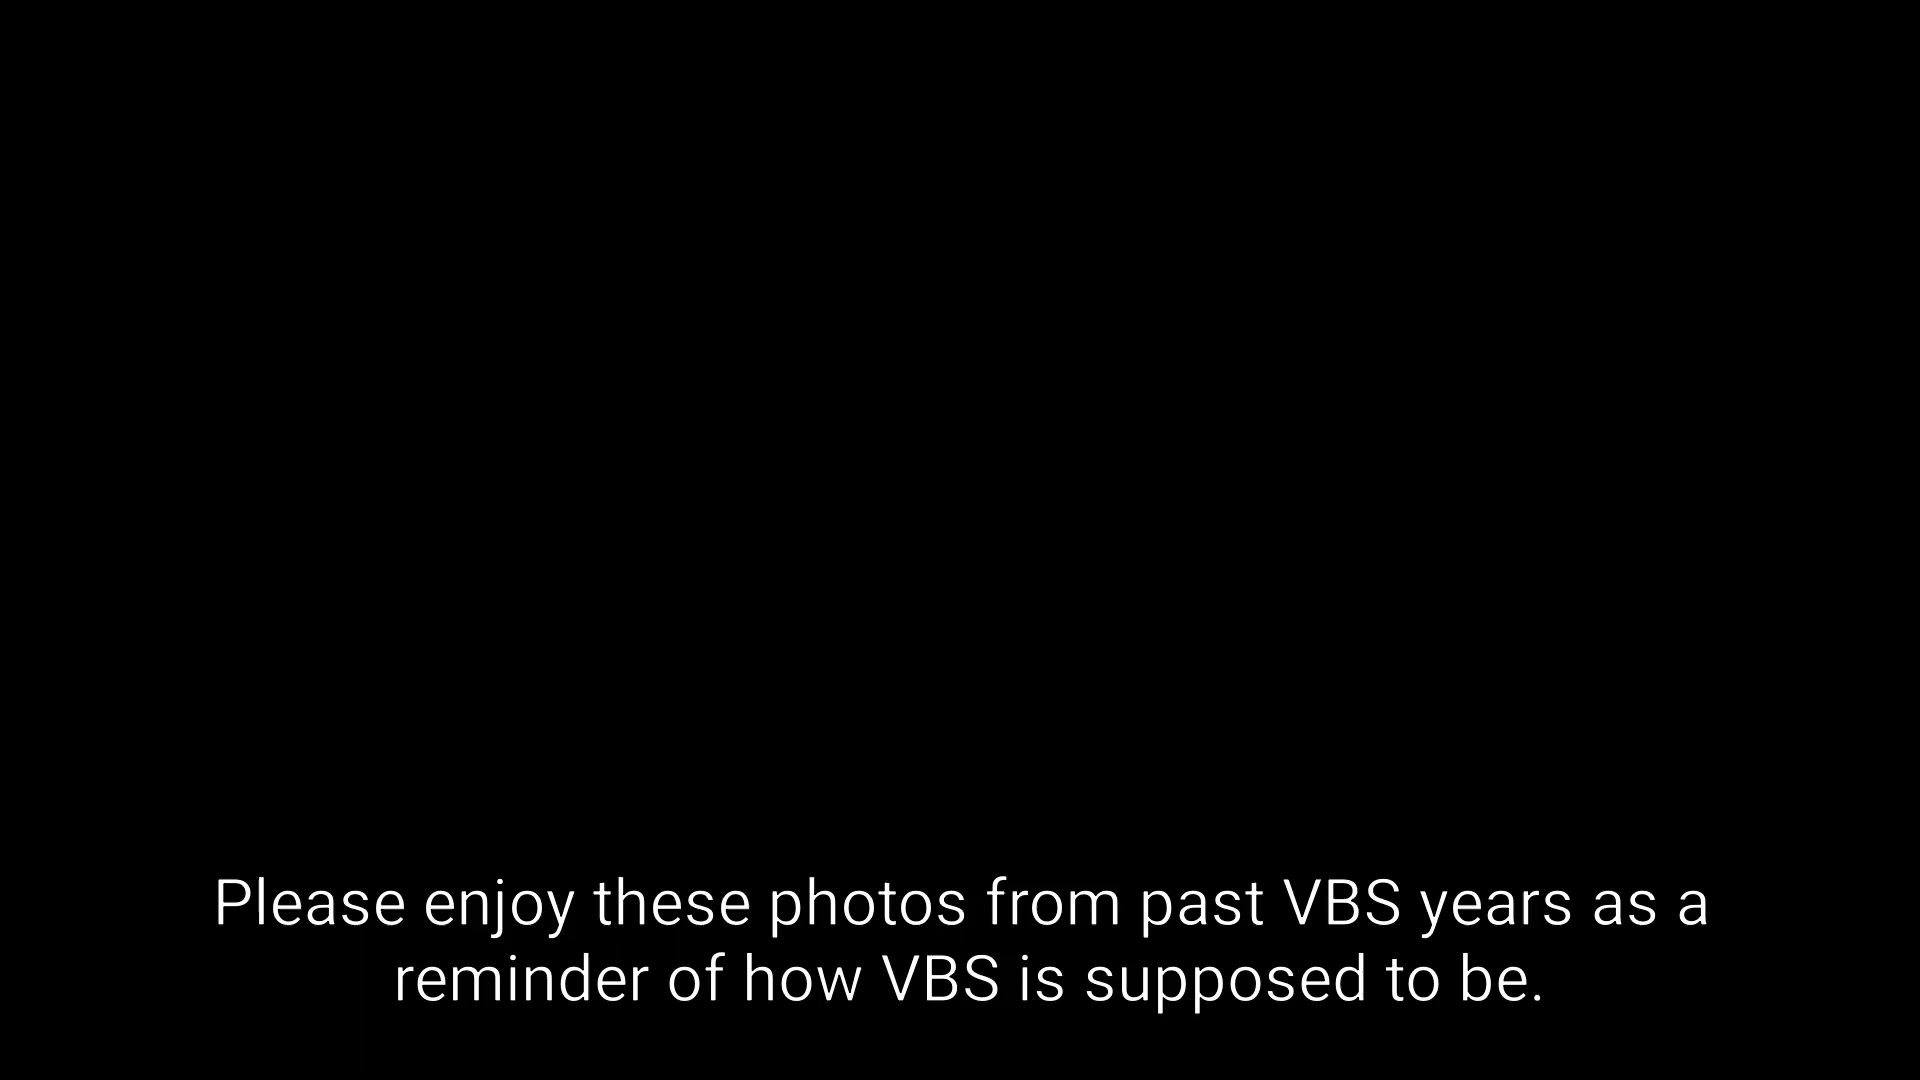 Please enjoy these photos from past VBS years as a
reminder of how VBS is supposed to be.